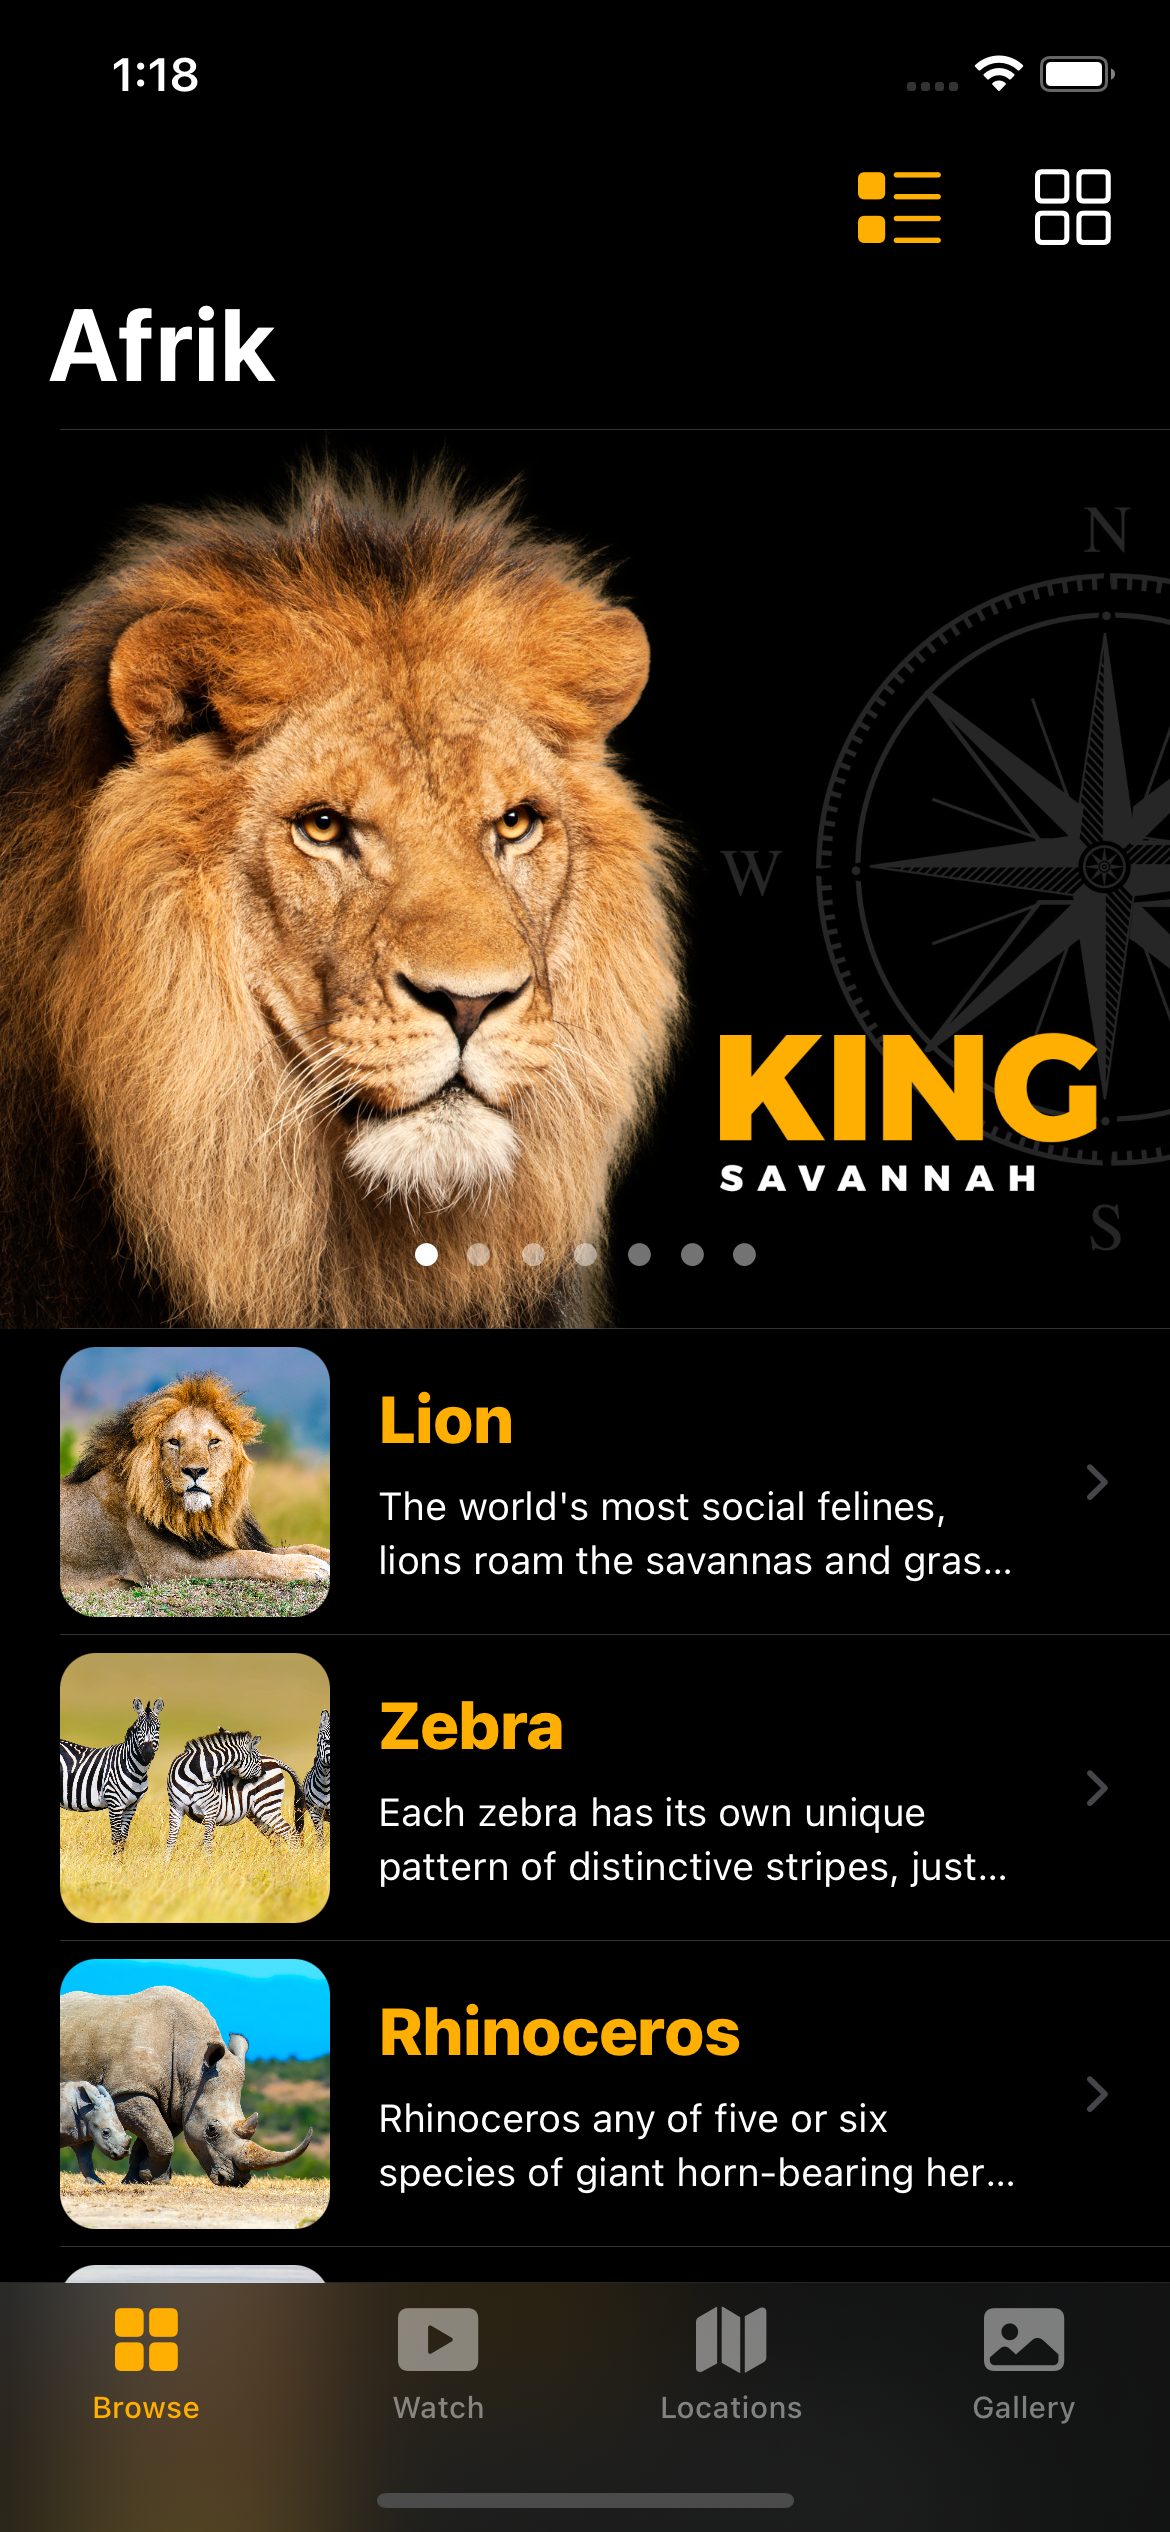 1:18
Afrik
N
W
KING
SAVANNAH
S
Lion
The world's most social felines,
lions roam the savannas and gras...
Zebra
Each zebra has its own unique
pattern of distinctive stripes, just...
Rhinoceros
Rhinoceros any of five or six
species of giant horn-bearing her...
Browse
Watch
Locations
Gallery